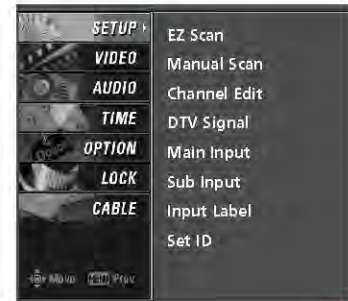 SETUP
VIDEO
AUDIO
TIME
OPTION
LOCK
CABLE
Move MENU Prev
EZ Scan
Manual Scan
Channel Edit
DTV Signal
Main Input
Sub Input
Input Label
Set ID